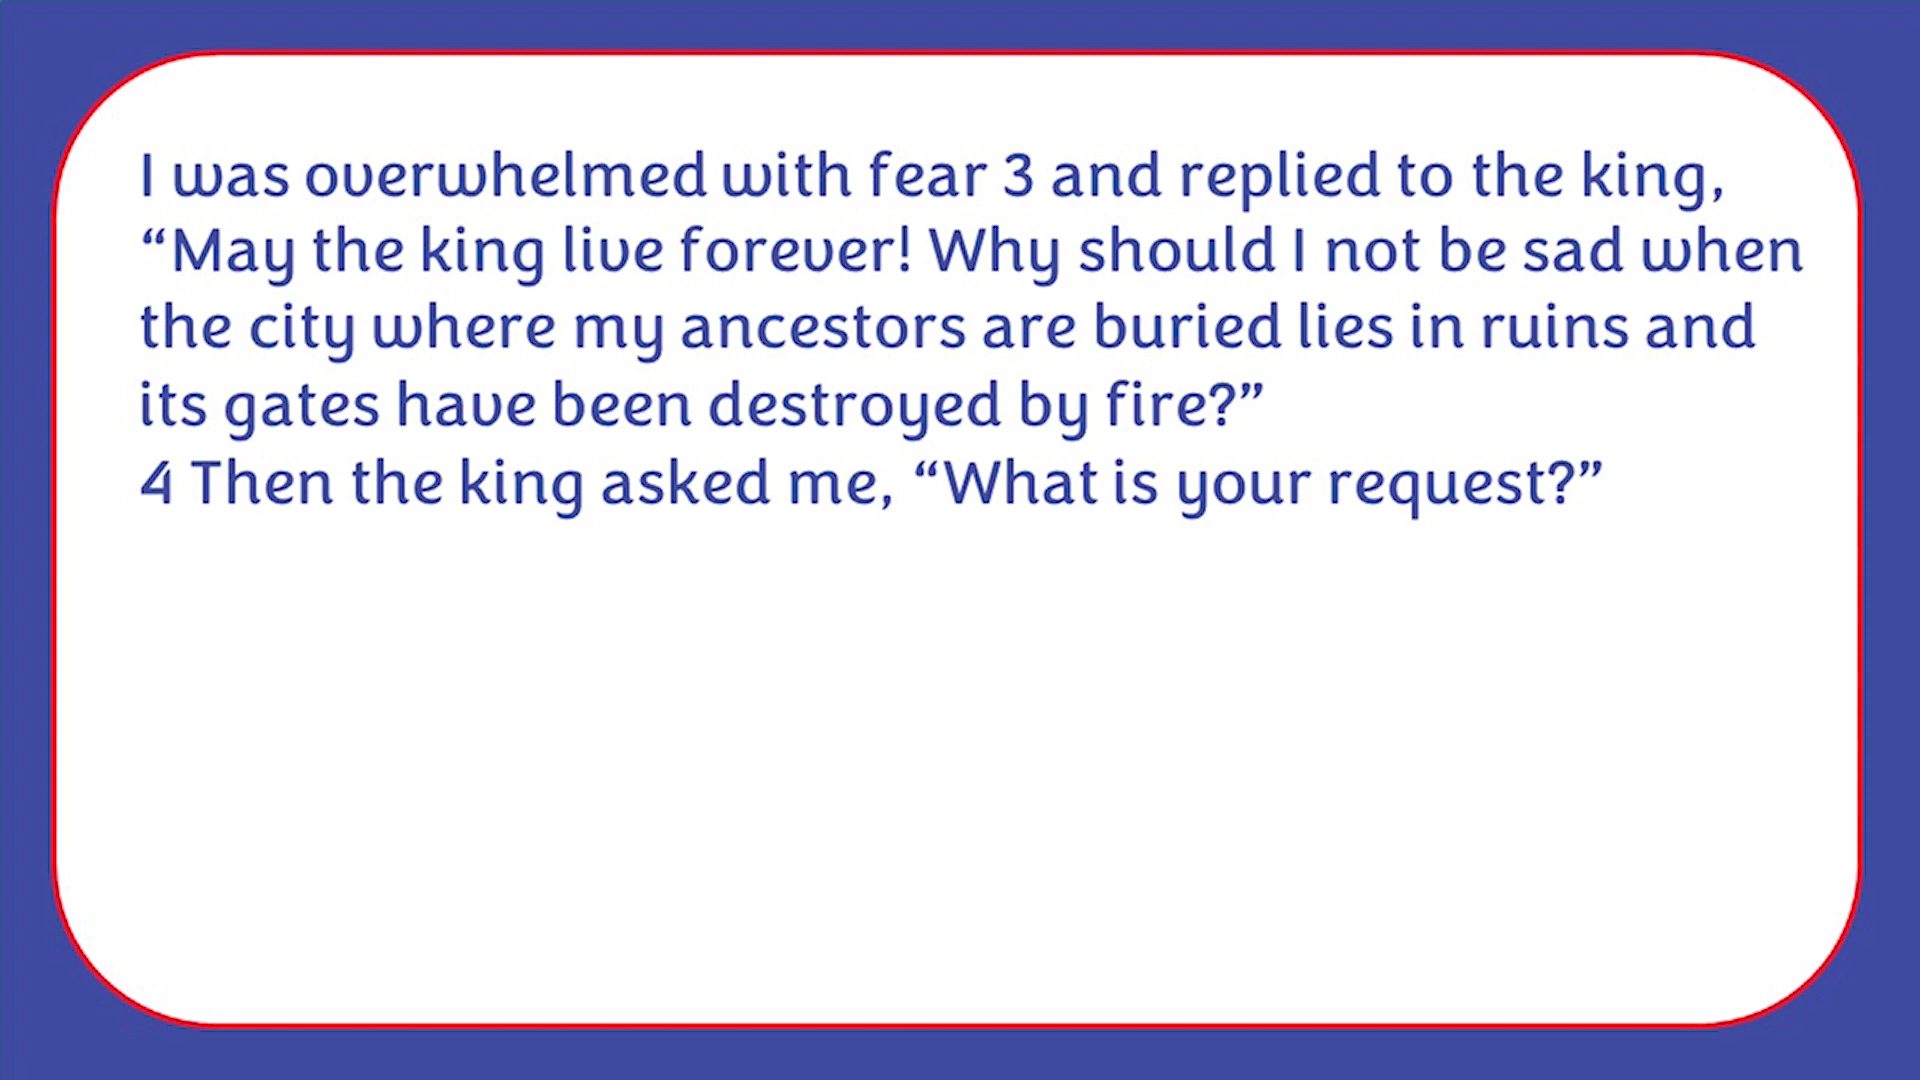 I was overwhelmed with fear 3 and replied to the king,
“May the king live forever! Why should I not be sad when
the city where my ancestors are buried lies in ruins and
its gates have been destroyed by fire?”
4 Then the king asked me, “What is your request?”